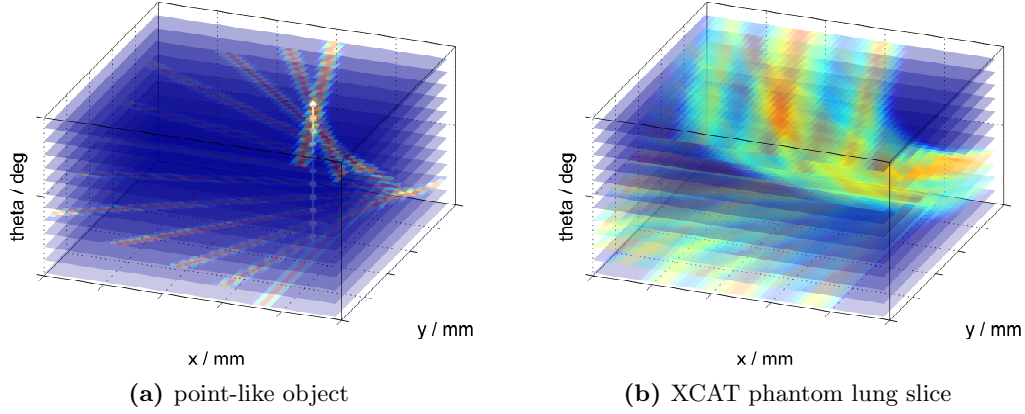 theta / deg
x / mm
y / mm
(a) point-like object
theta / deg
x / mm
y / mm
(b) XCAT phantom lung slice